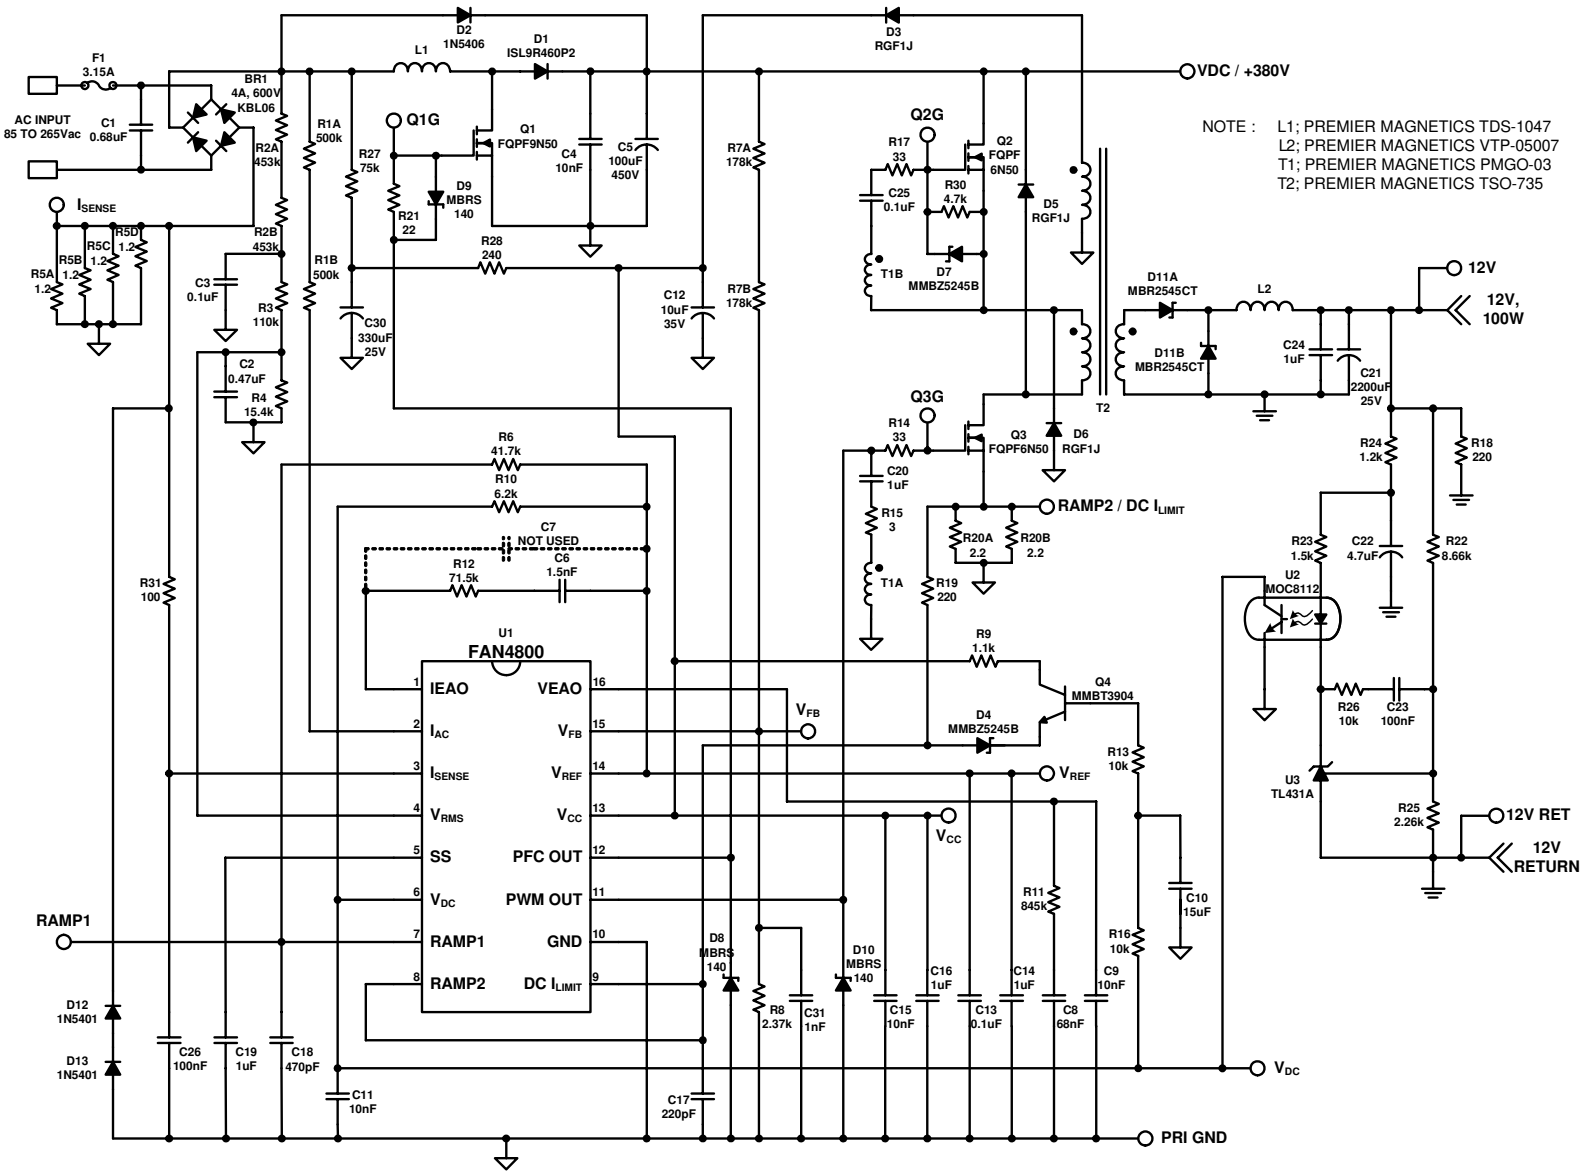 D2
1N5406
D1
ISL9R460P2
L1
D3
RGF1J
F1
3.15A
BR1
4A, 600V
KBL06
AC INPUT
85 TO 265Vac
C1
0.68uF
R2A
453k
R1A
500k
R27
75k
Q1G
Q1
FQPF9N50
D9
MBRS
140
R21
22
C4
10nF
C5
100uF
450V
R7A
178k
VDC / +380V
Q2G
R17
33
Q2
FQPF
6N50
C25
0.1uF
R30
4.7k
D5
RGF1J
D7
MMBZ5245B
T1B
NOTE :
L1; PREMIER MAGNETICS TDS-1047
L2; PREMIER MAGNETICS VTP-05007
T1; PREMIER MAGNETICS PMGO-03
T2; PREMIER MAGNETICS TSO-735
ISENSE
R5D
1.2
R5C
1.2
R5B
1.2
R5A
1.2
R2B
453k
C3
0.1uF
R3
110k
R1B
500k
R28
240
C30
330uF
25V
C12
10uF
35V
R7B
178k
D11A
MBR2545CT
L2
12V
12V,
100W
D11B
MBR2545CT
C24
1uF
C21
2200uF
25V
T2
C2
0.47uF
R4
15.4k
Q3G
R14
33
Q3
FQPF6N50
D6
RGF1J
C20
1uF
R15
3
T1A
RAMP2 / DC ILIMIT
R20A
2.2
R20B
2.2
R19
220
R24
1.2k
R18
220
R23
1.5k
C22
4.7uF
R22
8.66k
U2
MOC8112
R6
41.7k
R10
6.2k
C7
NOT USED
R12
71.5k
C6
1.5nF
R31
100
U1
FAN4800
1
IEAO
VEAO
16
2
IAC
VFB
15
3
ISENSE
VREF
14
4
VRMS
VCC
13
5
SS
PFC OUT
12
6
VDC
PWM OUT
11
7
RAMP1
GND
10
8
RAMP2
DC ILIMIT
9
R9
1.1k
Q4
MMBT3904
D4
MMBZ5245B
VFB
VREF
VCC
R13
10k
R26
10k
C23
100nF
U3
TL431A
R25
2.26k
12V RET
12V
RETURN
R11
845k
C10
15uF
R16
10k
RAMP1
D8
MBRS
140
D10
MBRS
140
R8
2.37k
C31
1nF
C15
10nF
C16
1uF
C13
0.1uF
C14
1uF
C8
68nF
C9
10nF
D12
1N5401
D13
1N5401
C26
100nF
C19
1uF
C18
470pF
C11
10nF
C17
220pF
VDC
PRI GND